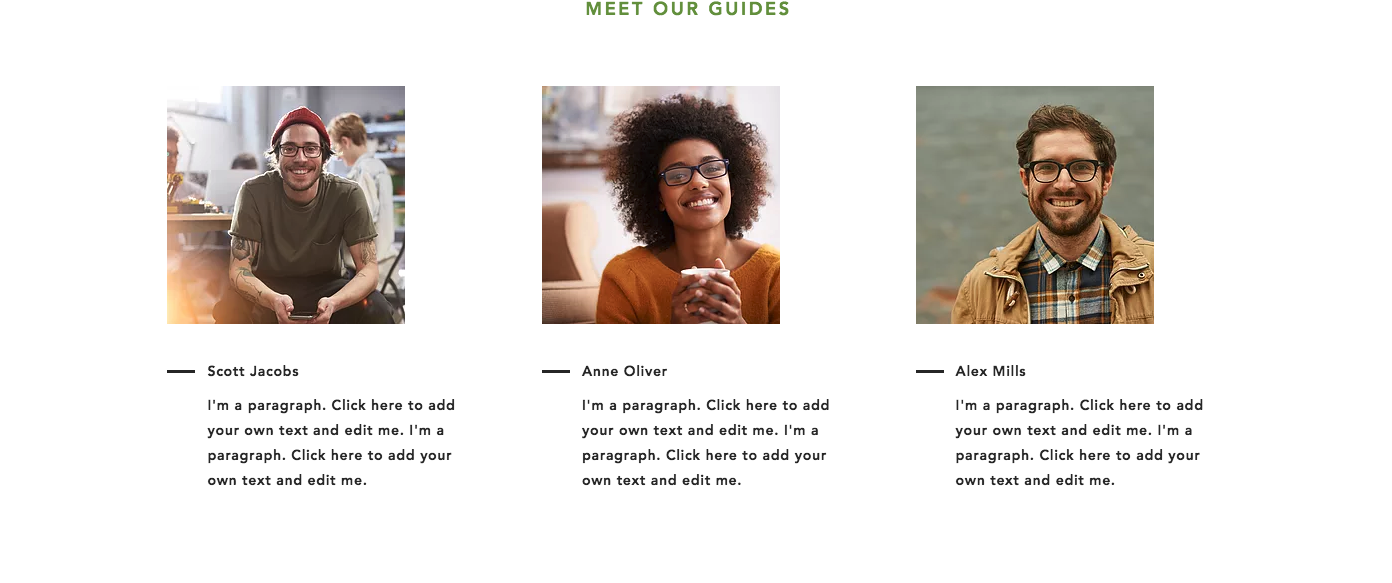 MEET OUR GUIDES
Scott Jacobs
I'm a paragraph. Click here to add
your own text and edit me. I'm a
paragraph. Click here to add your
own text and edit me.
Anne Oliver
I'm a paragraph. Click here to add
your own text and edit me. I'm a
paragraph. Click here to add your
own text and edit me.
Alex Mills
I'm a paragraph. Click here to add
your own text and edit me. I'm a
paragraph. Click here to add your
own text and edit me.